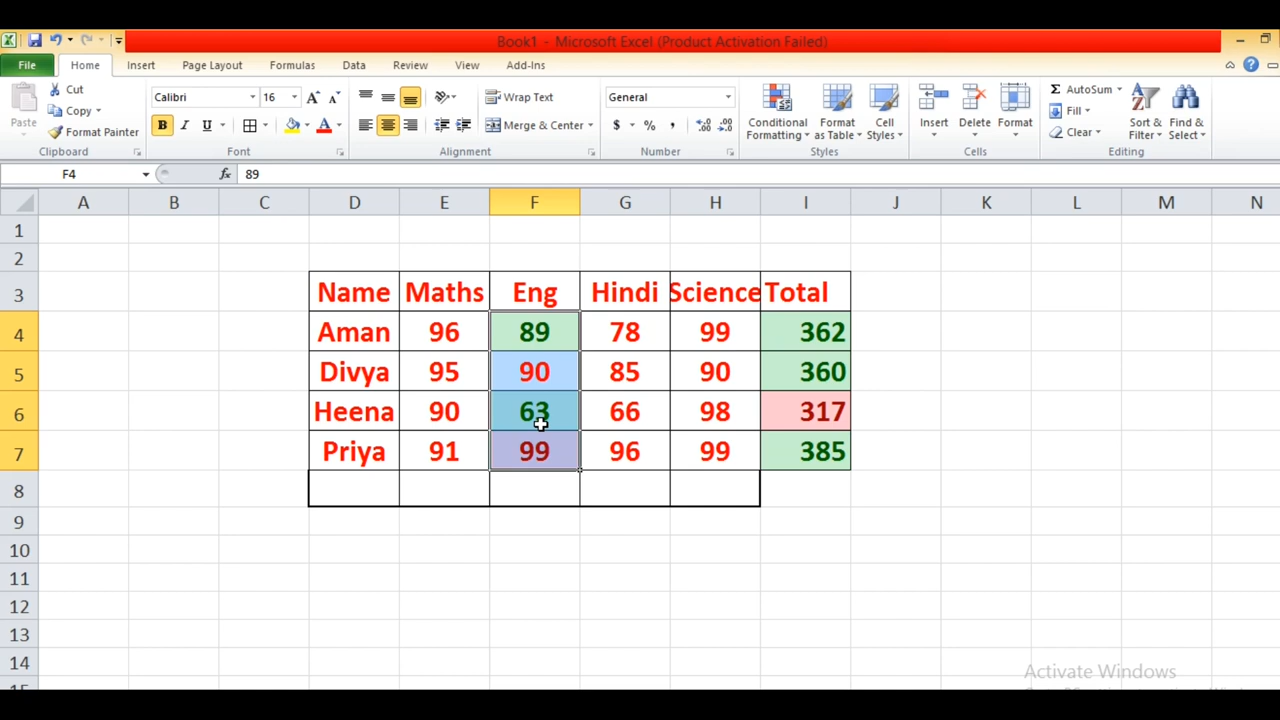 Book1 - Microsoft Excel (Product Activation Failed)
File Home Insert Page Layout Formulas Data Review View Add-Ins
Paste
Cut
Copy
Format Painter
Clipboard
Calibri 16
B I U
Font
Wrap Text
Merge & Center
Alignment
General
$ % ,
Number
Conditional Formatting
Format as Table
Cell Styles
Styles
Insert Delete Format
Cells
AutoSum
Fill
Clear
Sort & Filter
Find & Select
Editing
F4 fx 89
A B C D E F G H I J K L M N
1
2
3 Name Maths Eng Hindi Science Total
4 Aman 96 89 78 99 362
5 Divya 95 90 85 90 360
6 Heena 90 63 66 98 317
7 Priya 91 99 96 99 385
8
9
10
11
12
13
14
Activate Windows